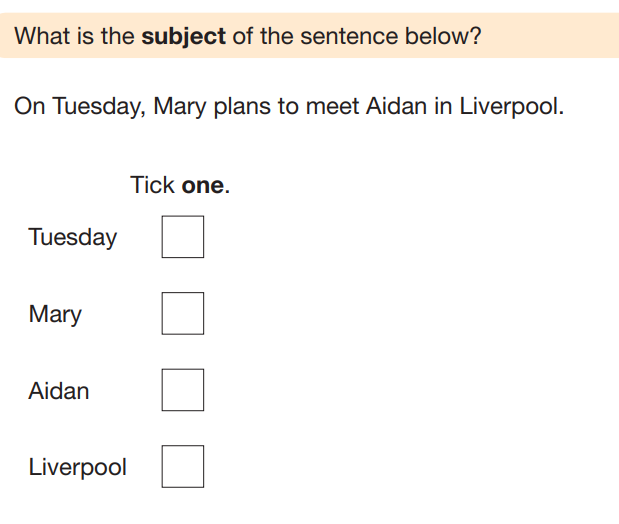 What is the subject of the sentence below?
On Tuesday, Mary plans to meet Aidan in Liverpool.
Tick one.
Tuesday
Mary
Aidan
Liverpool